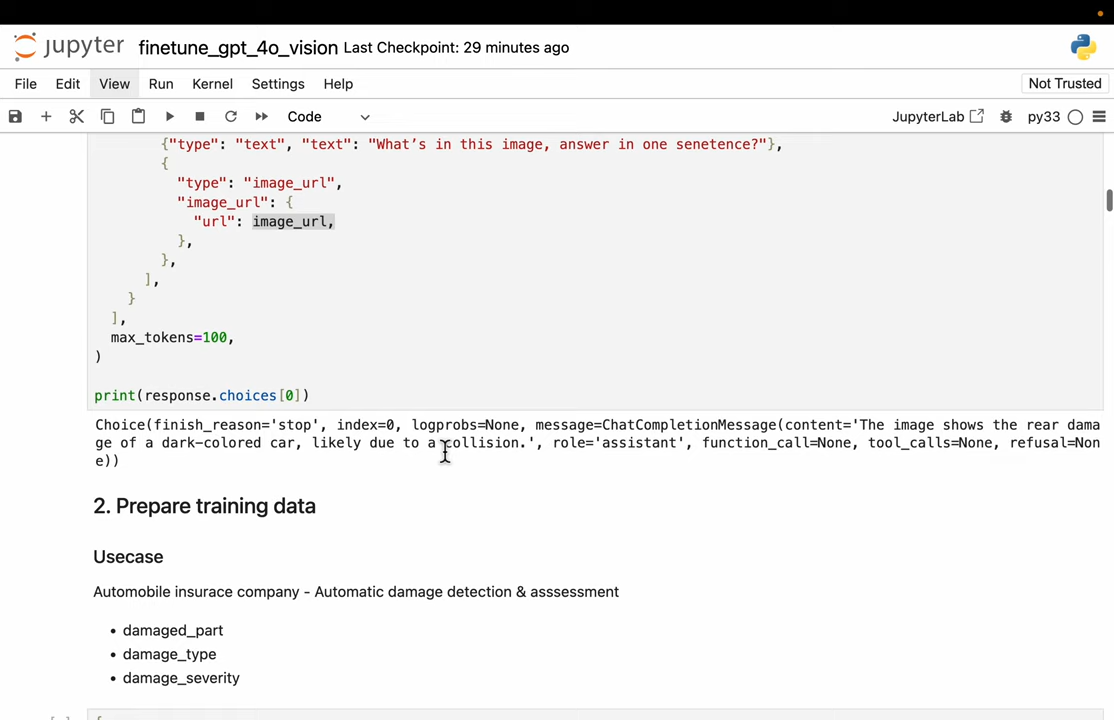 jupyter finetune_gpt_4o_vision Last Checkpoint: 29 minutes ago
File Edit View Run Kernel Settings Help Not Trusted
Code JupyterLab py33
{"type": "text", "text": "What’s in this image, answer in one senetence?"},
{
"type": "image_url",
"image_url": {
"url": image_url,
},
},
],
}
],
max_tokens=100,
)
print(response.choices[0])
Choice(finish_reason='stop', index=0, logprobs=None, message=ChatCompletionMessage(content='The image shows the rear dama
ge of a dark-colored car, likely due to a collision.', role='assistant', function_call=None, tool_calls=None, refusal=Non
e))
2. Prepare training data
Usecase
Automobile insurace company - Automatic damage detection & asssessment
• damaged_part
• damage_type
• damage_severity
[ ]: {